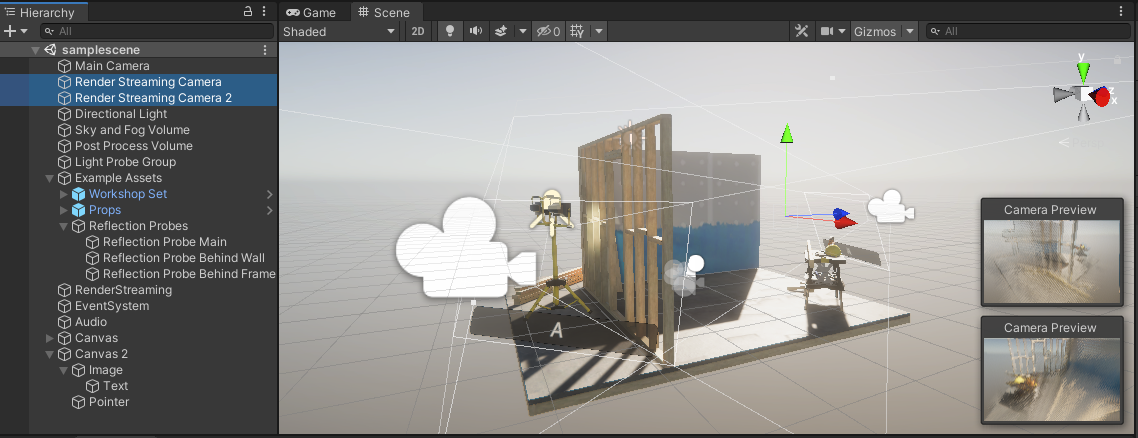 Hierarchy
All
samplescene
Main Camera
Render Streaming Camera
Render Streaming Camera 2
Directional Light
Sky and Fog Volume
Post Process Volume
Light Probe Group
Example Assets
Workshop Set
Props
Reflection Probes
Reflection Probe Main
Reflection Probe Behind Wall
Reflection Probe Behind Frame
RenderStreaming
EventSystem
Audio
Canvas
Canvas 2
Image
Text
Pointer
Game Scene
Shaded 2D 0 Gizmos All
y
z
x
A
Camera Preview
Camera Preview